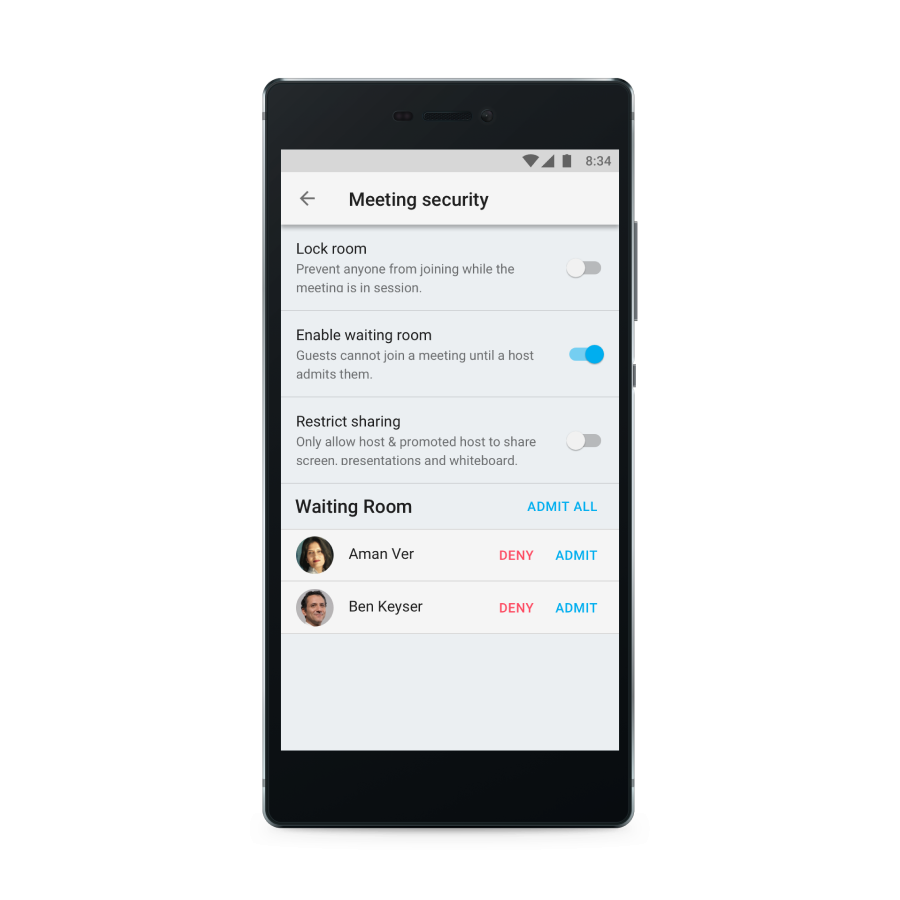 8:34
Meeting security
Lock room
Prevent anyone from joining while the
meeting is in session.
Enable waiting room
Guests cannot join a meeting until a host
admits them.
Restrict sharing
Only allow host & promoted host to share
screen, presentations and whiteboard.
Waiting Room ADMIT ALL
Aman Ver DENY ADMIT
Ben Keyser DENY ADMIT